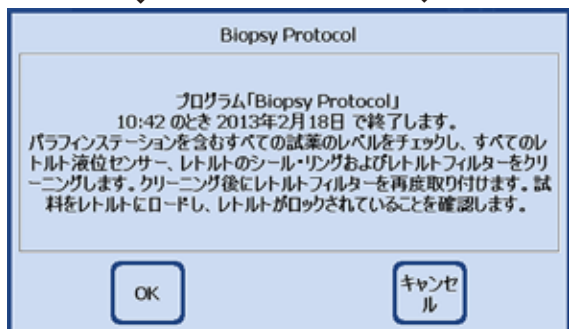 Biopsy Protocol
プログラム「Biopsy Protocol」
10:42 のとき 2013年2月18日 で終了します。
パラフィンステーションを含むすべての試薬のレベルをチェックし、すべてのレ
トルト液位センサー、レトルトのシール・リングおよびレトルトフィルターをクリ
ーニングします。クリーニング後にレトルトフィルターを再度取り付けます。試
料をレトルトにロードし、レトルトがロックされていることを確認します。
OK
キャンセ
ル